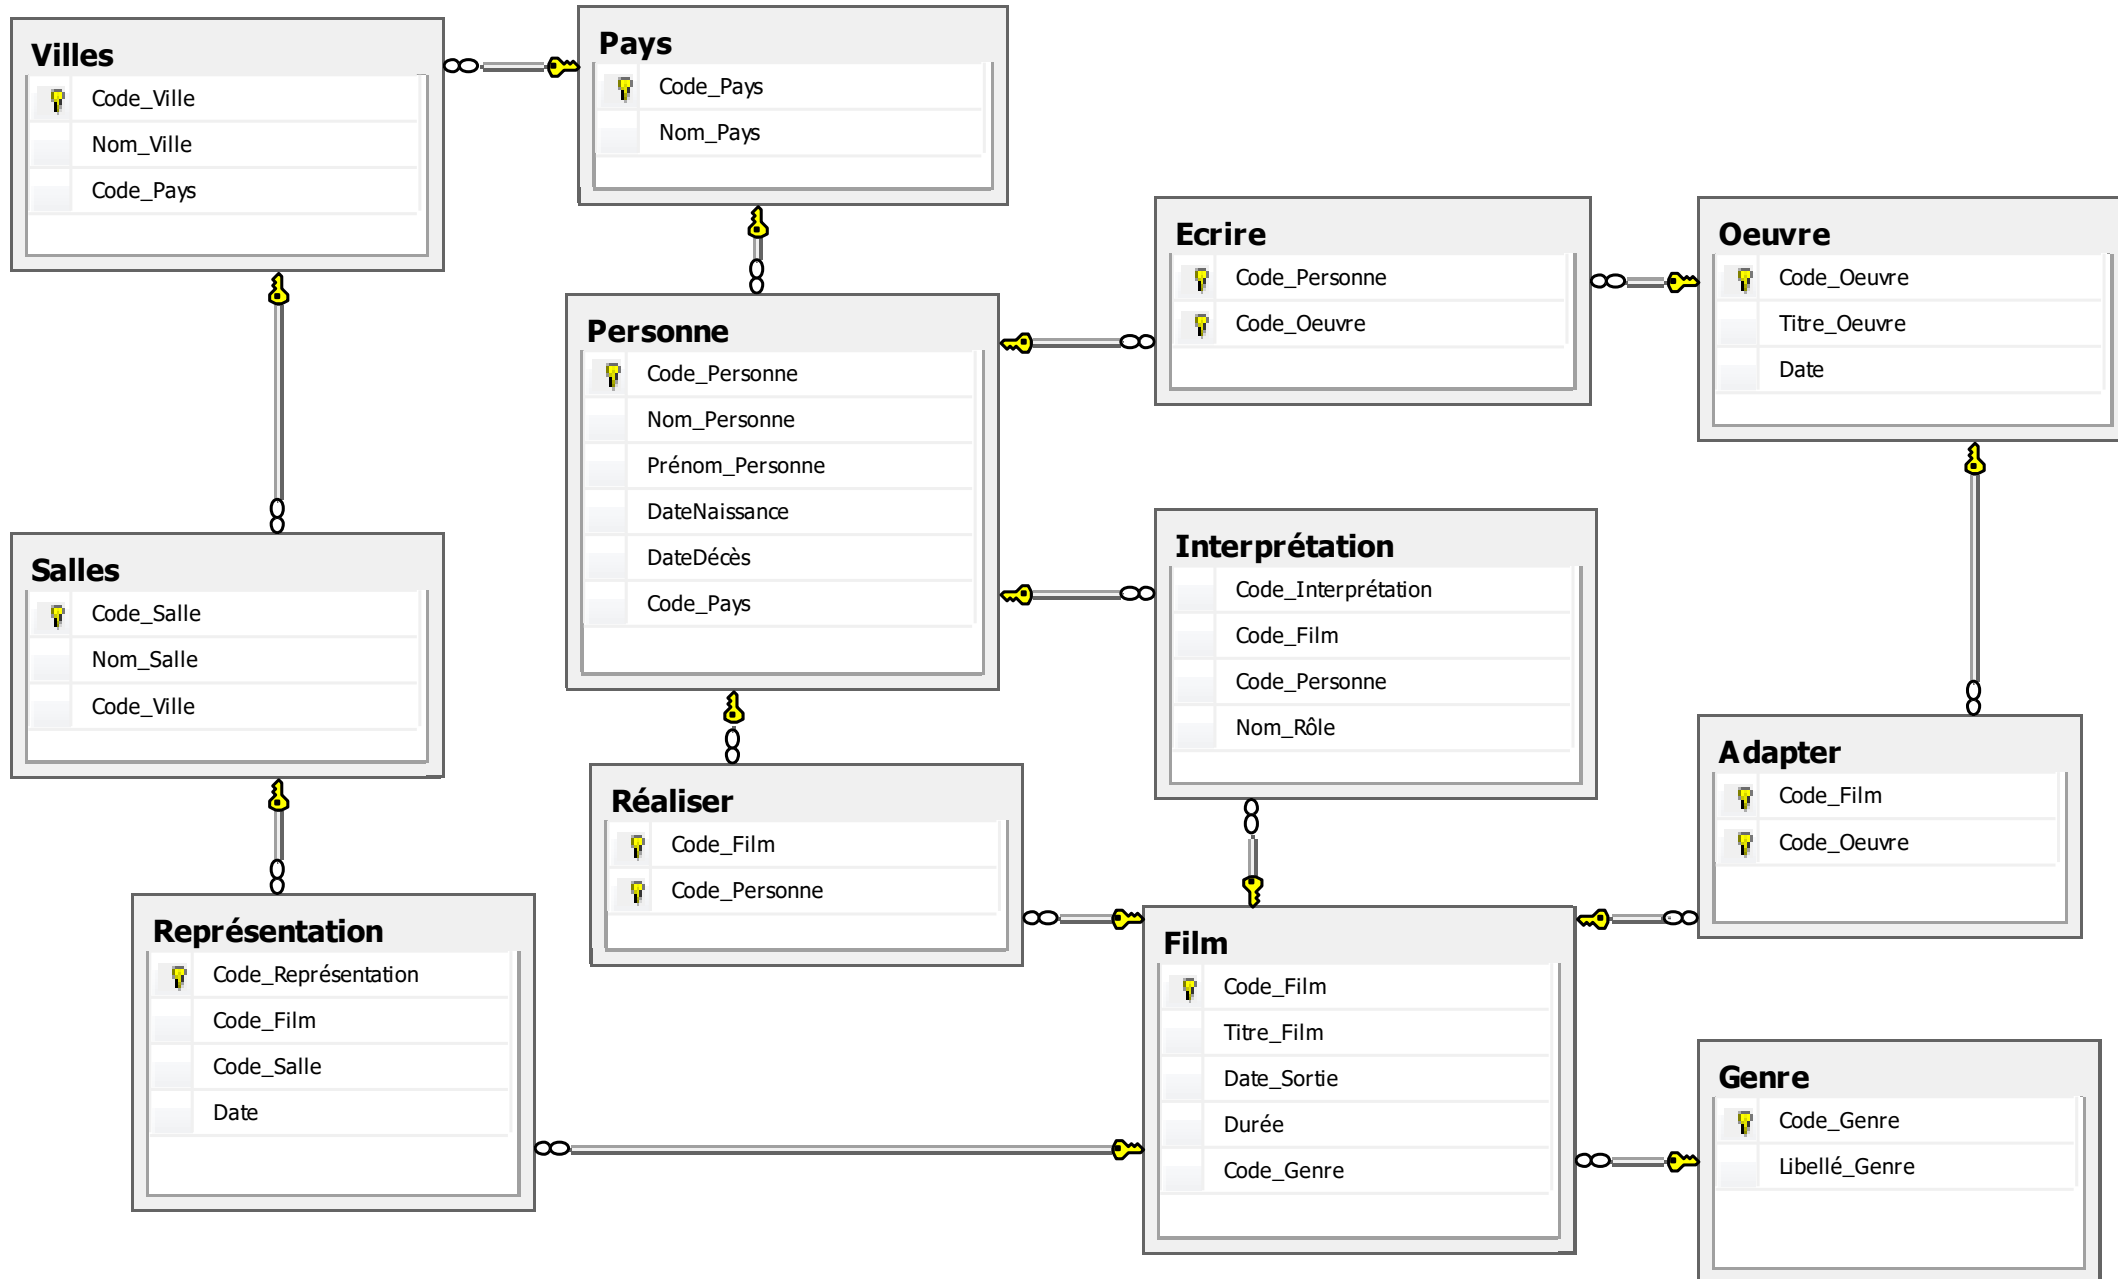 Villes
Code_Ville
Nom_Ville
Code_Pays
Pays
Code_Pays
Nom_Pays
Ecrire
Code_Personne
Code_Oeuvre
Oeuvre
Code_Oeuvre
Titre_Oeuvre
Date
Personne
Code_Personne
Nom_Personne
Prénom_Personne
DateNaissance
DateDécès
Code_Pays
Salles
Code_Salle
Nom_Salle
Code_Ville
Interprétation
Code_Interprétation
Code_Film
Code_Personne
Nom_Rôle
Adapter
Code_Film
Code_Oeuvre
Réaliser
Code_Film
Code_Personne
Représentation
Code_Représentation
Code_Film
Code_Salle
Date
Film
Code_Film
Titre_Film
Date_Sortie
Durée
Code_Genre
Genre
Code_Genre
Libellé_Genre